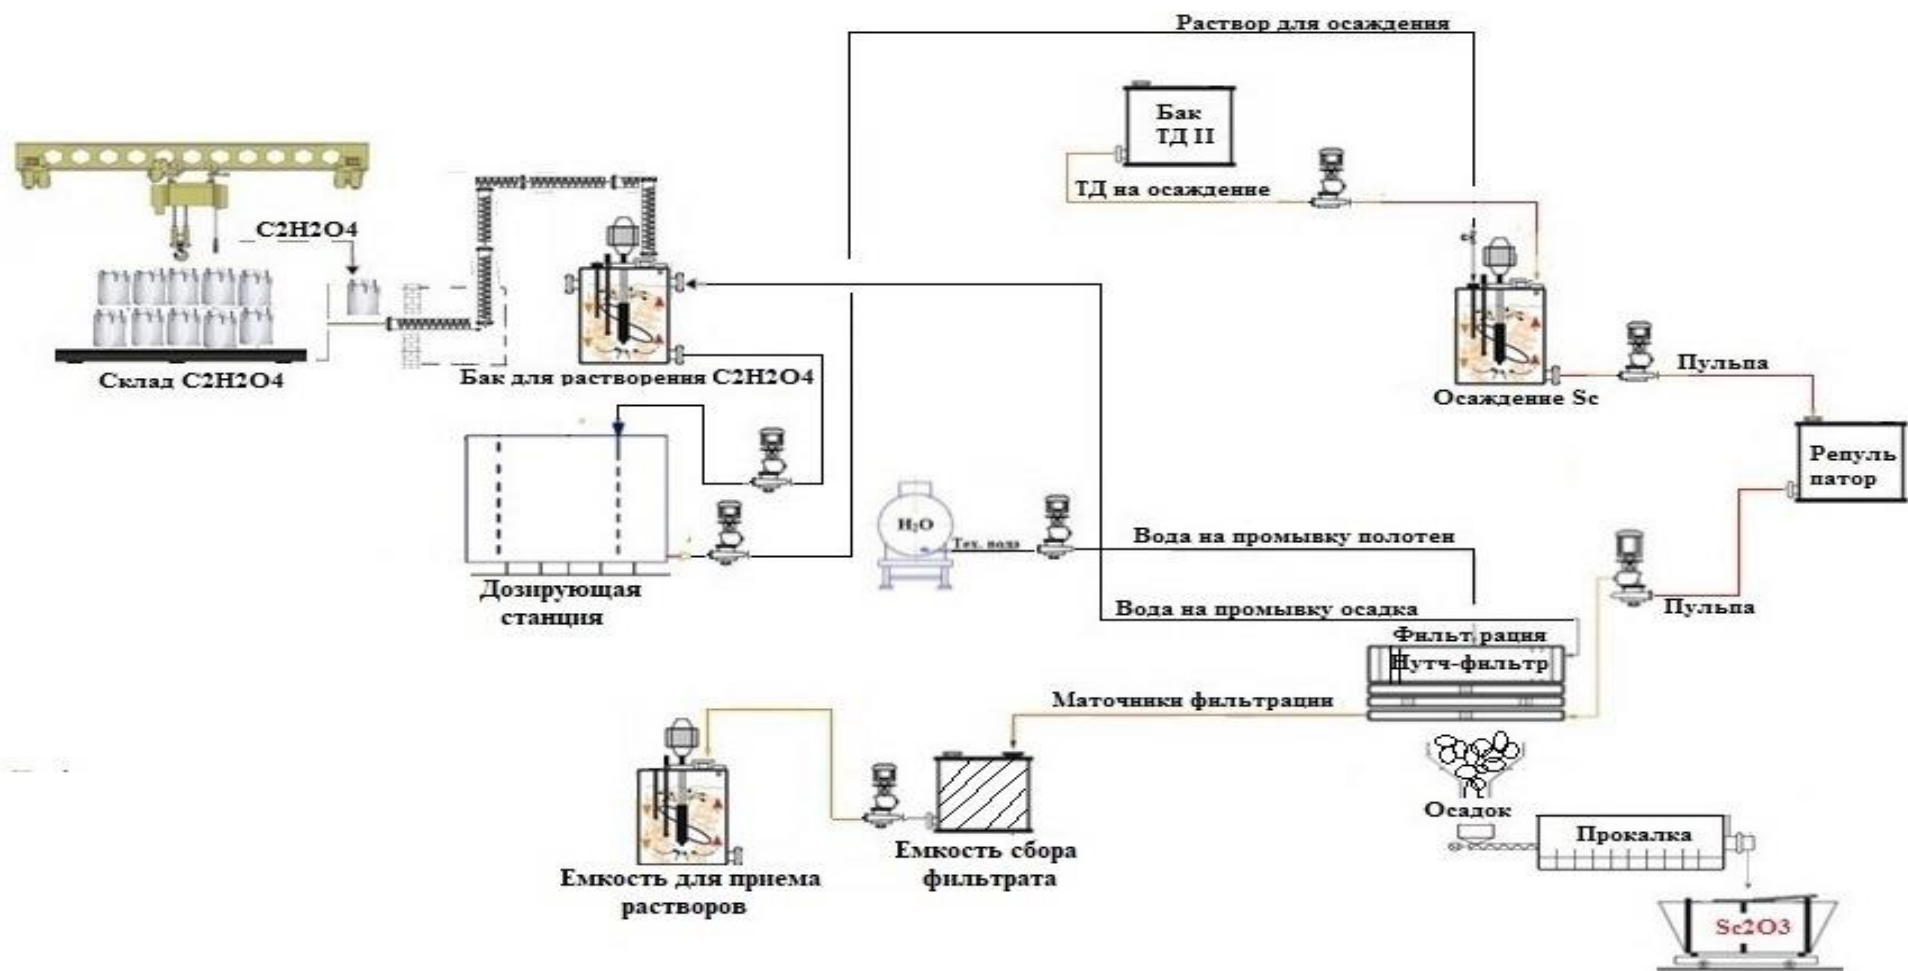 Раствор для осаждения
Бак
ТД II
ТД на осаждение
C2H2O4
Склад C2H2O4
Бак для растворения C2H2O4
Осаждение Sc
Пульпа
Репуль
патор
H₂O
Тех. вода
Вода на промывку полотен
Дозирующая
станция
Вода на промывку осадка
Пульпа
Фильтрация
Нутч-фильтр
Маточники фильтрации
Осадок
Прокалка
Емкость сбора
фильтрата
Емкость для приема
растворов
Sc2O3